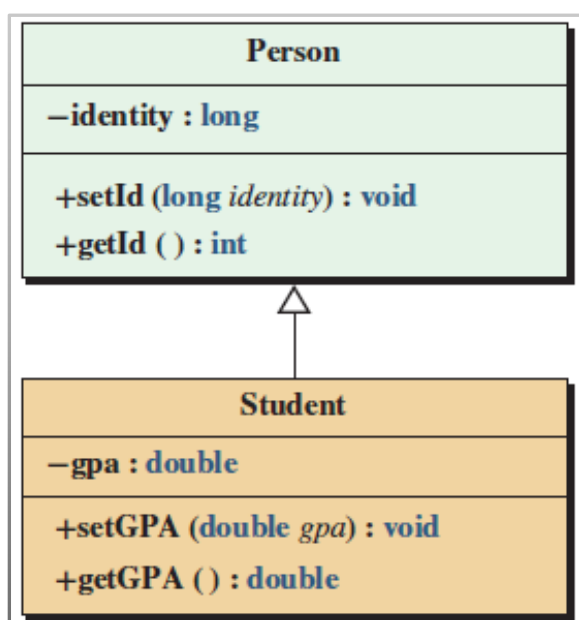 Person
−identity : long
+setId (long identity) : void
+getId ( ) : int
Student
−gpa : double
+setGPA (double gpa) : void
+getGPA ( ) : double